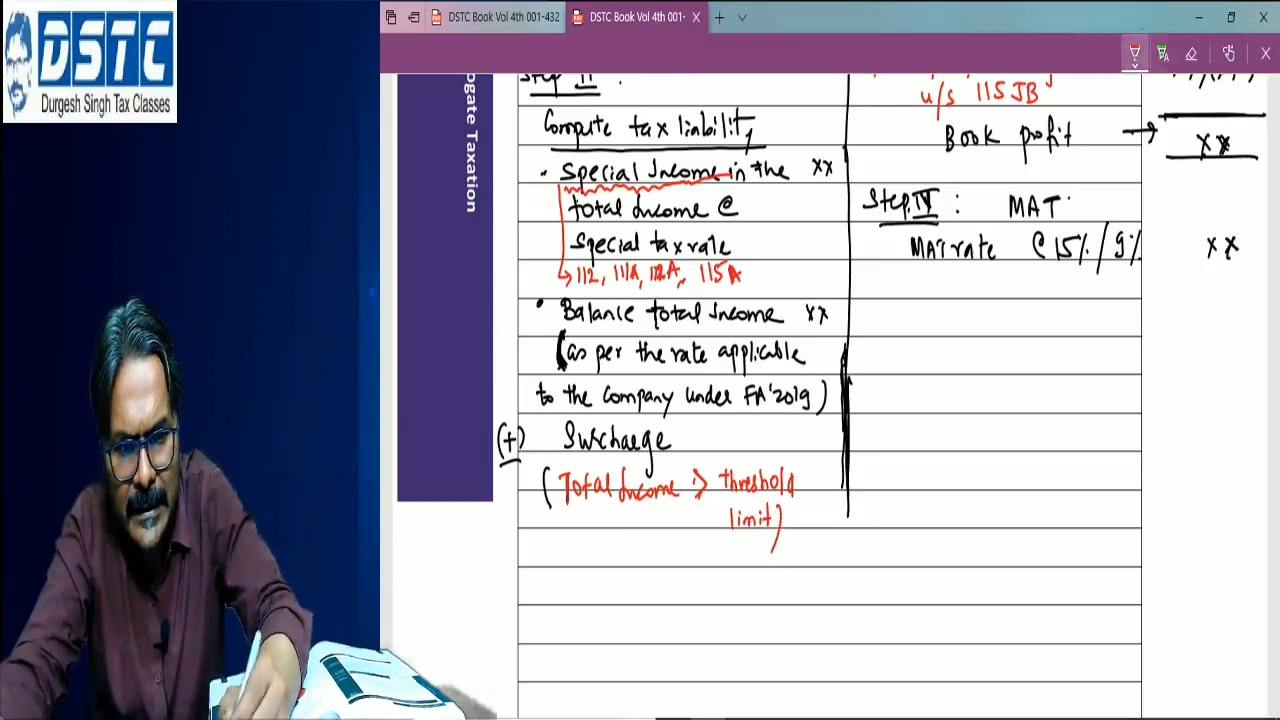 DSTC
Durgesh Singh Tax Classes
DSTC Book Vol 4th 001-432
DSTC Book Vol 4th 001-
ogate Taxation
Step II :
Compute tax liability
• Special Income in the xx
total Income @
Special tax rate
↳ 112, 111A, 112A, 115A
• Balance total Income xx
(as per the rate applicable
to the company under FA'2019)
(+) Surcharge
(Total Income > threshold
limit)
u/s 115JB
Book profit → xx
Step IV : MAT
MAT rate @ 15% / 9% xx